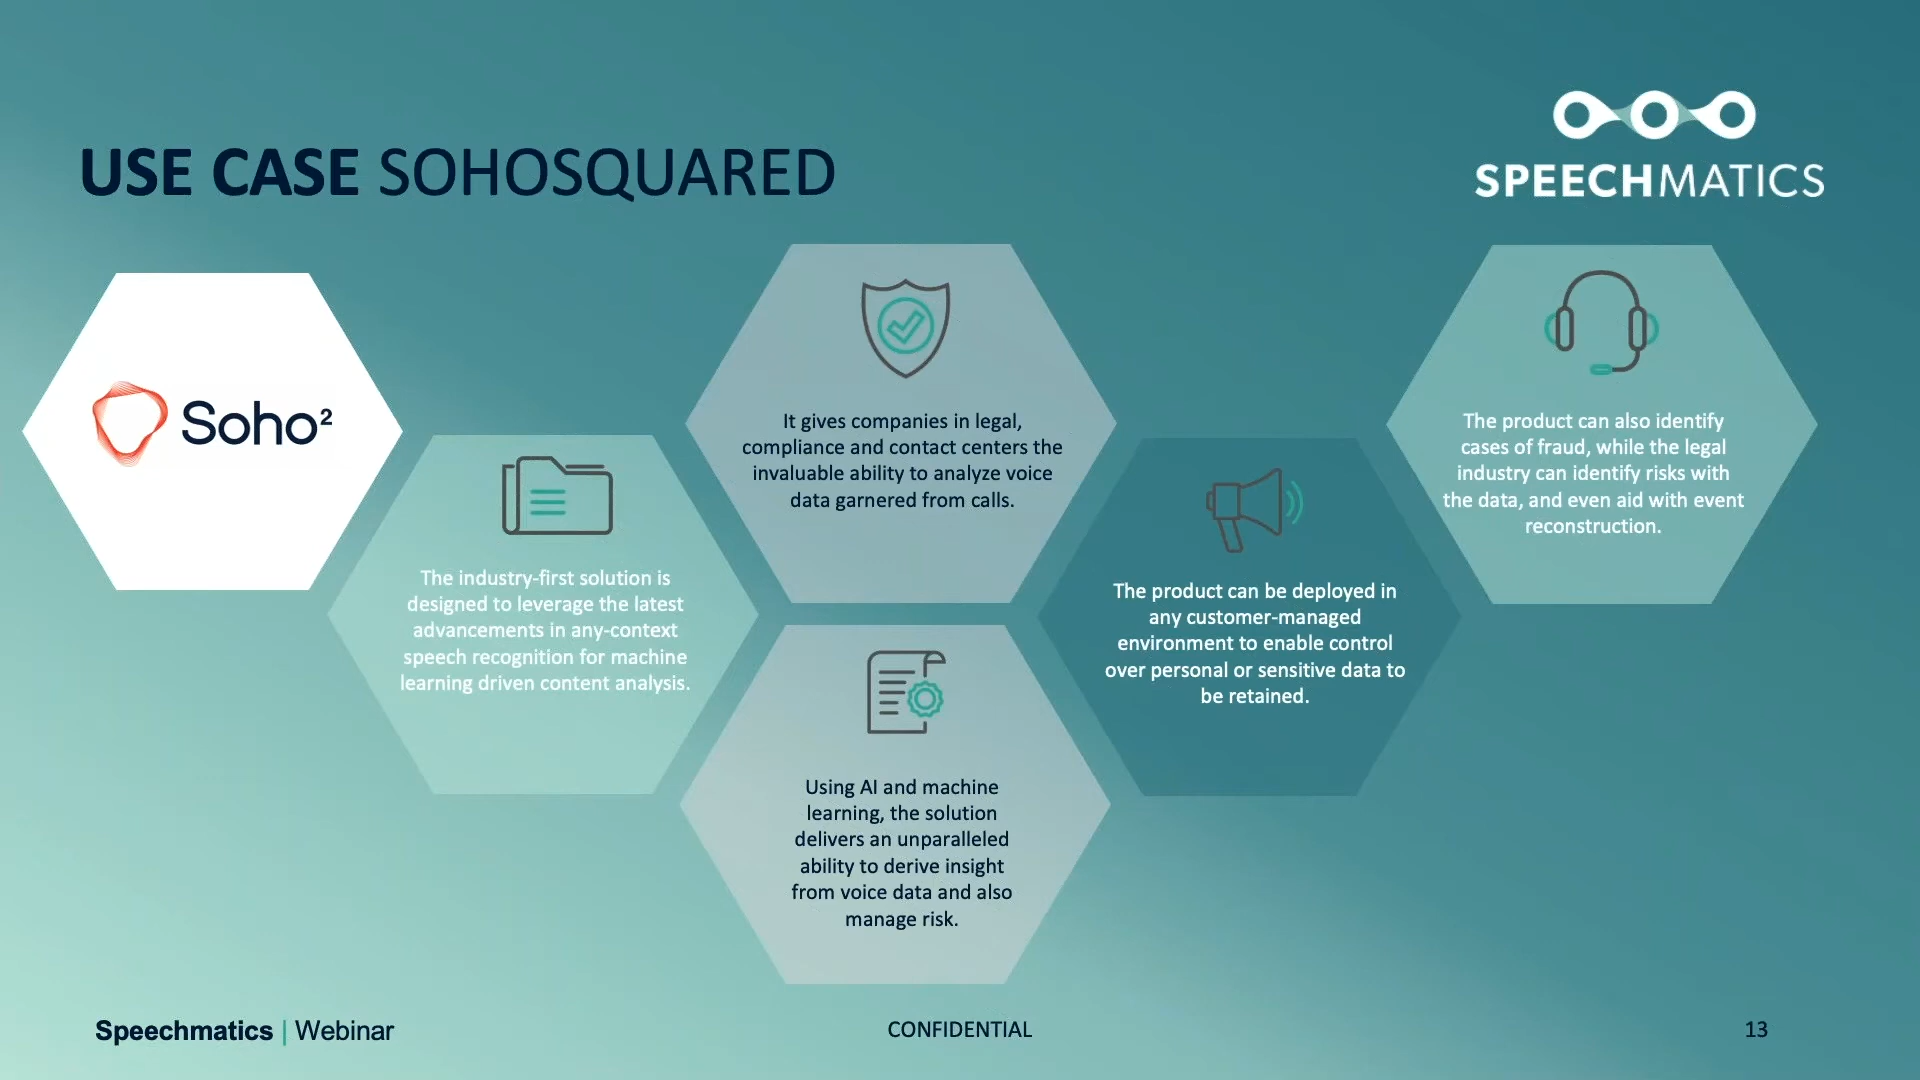 USE CASE SOHOSQUARED
SPEECHMATICS
Soho²
The industry-first solution is
designed to leverage the latest
advancements in any-context
speech recognition for machine
learning driven content analysis.
It gives companies in legal,
compliance and contact centers the
invaluable ability to analyze voice
data garnered from calls.
Using AI and machine
learning, the solution
delivers an unparalleled
ability to derive insight
from voice data and also
manage risk.
The product can be deployed in
any customer-managed
environment to enable control
over personal or sensitive data to
be retained.
The product can also identify
cases of fraud, while the legal
industry can identify risks with
the data, and even aid with event
reconstruction.
Speechmatics | Webinar
CONFIDENTIAL
13